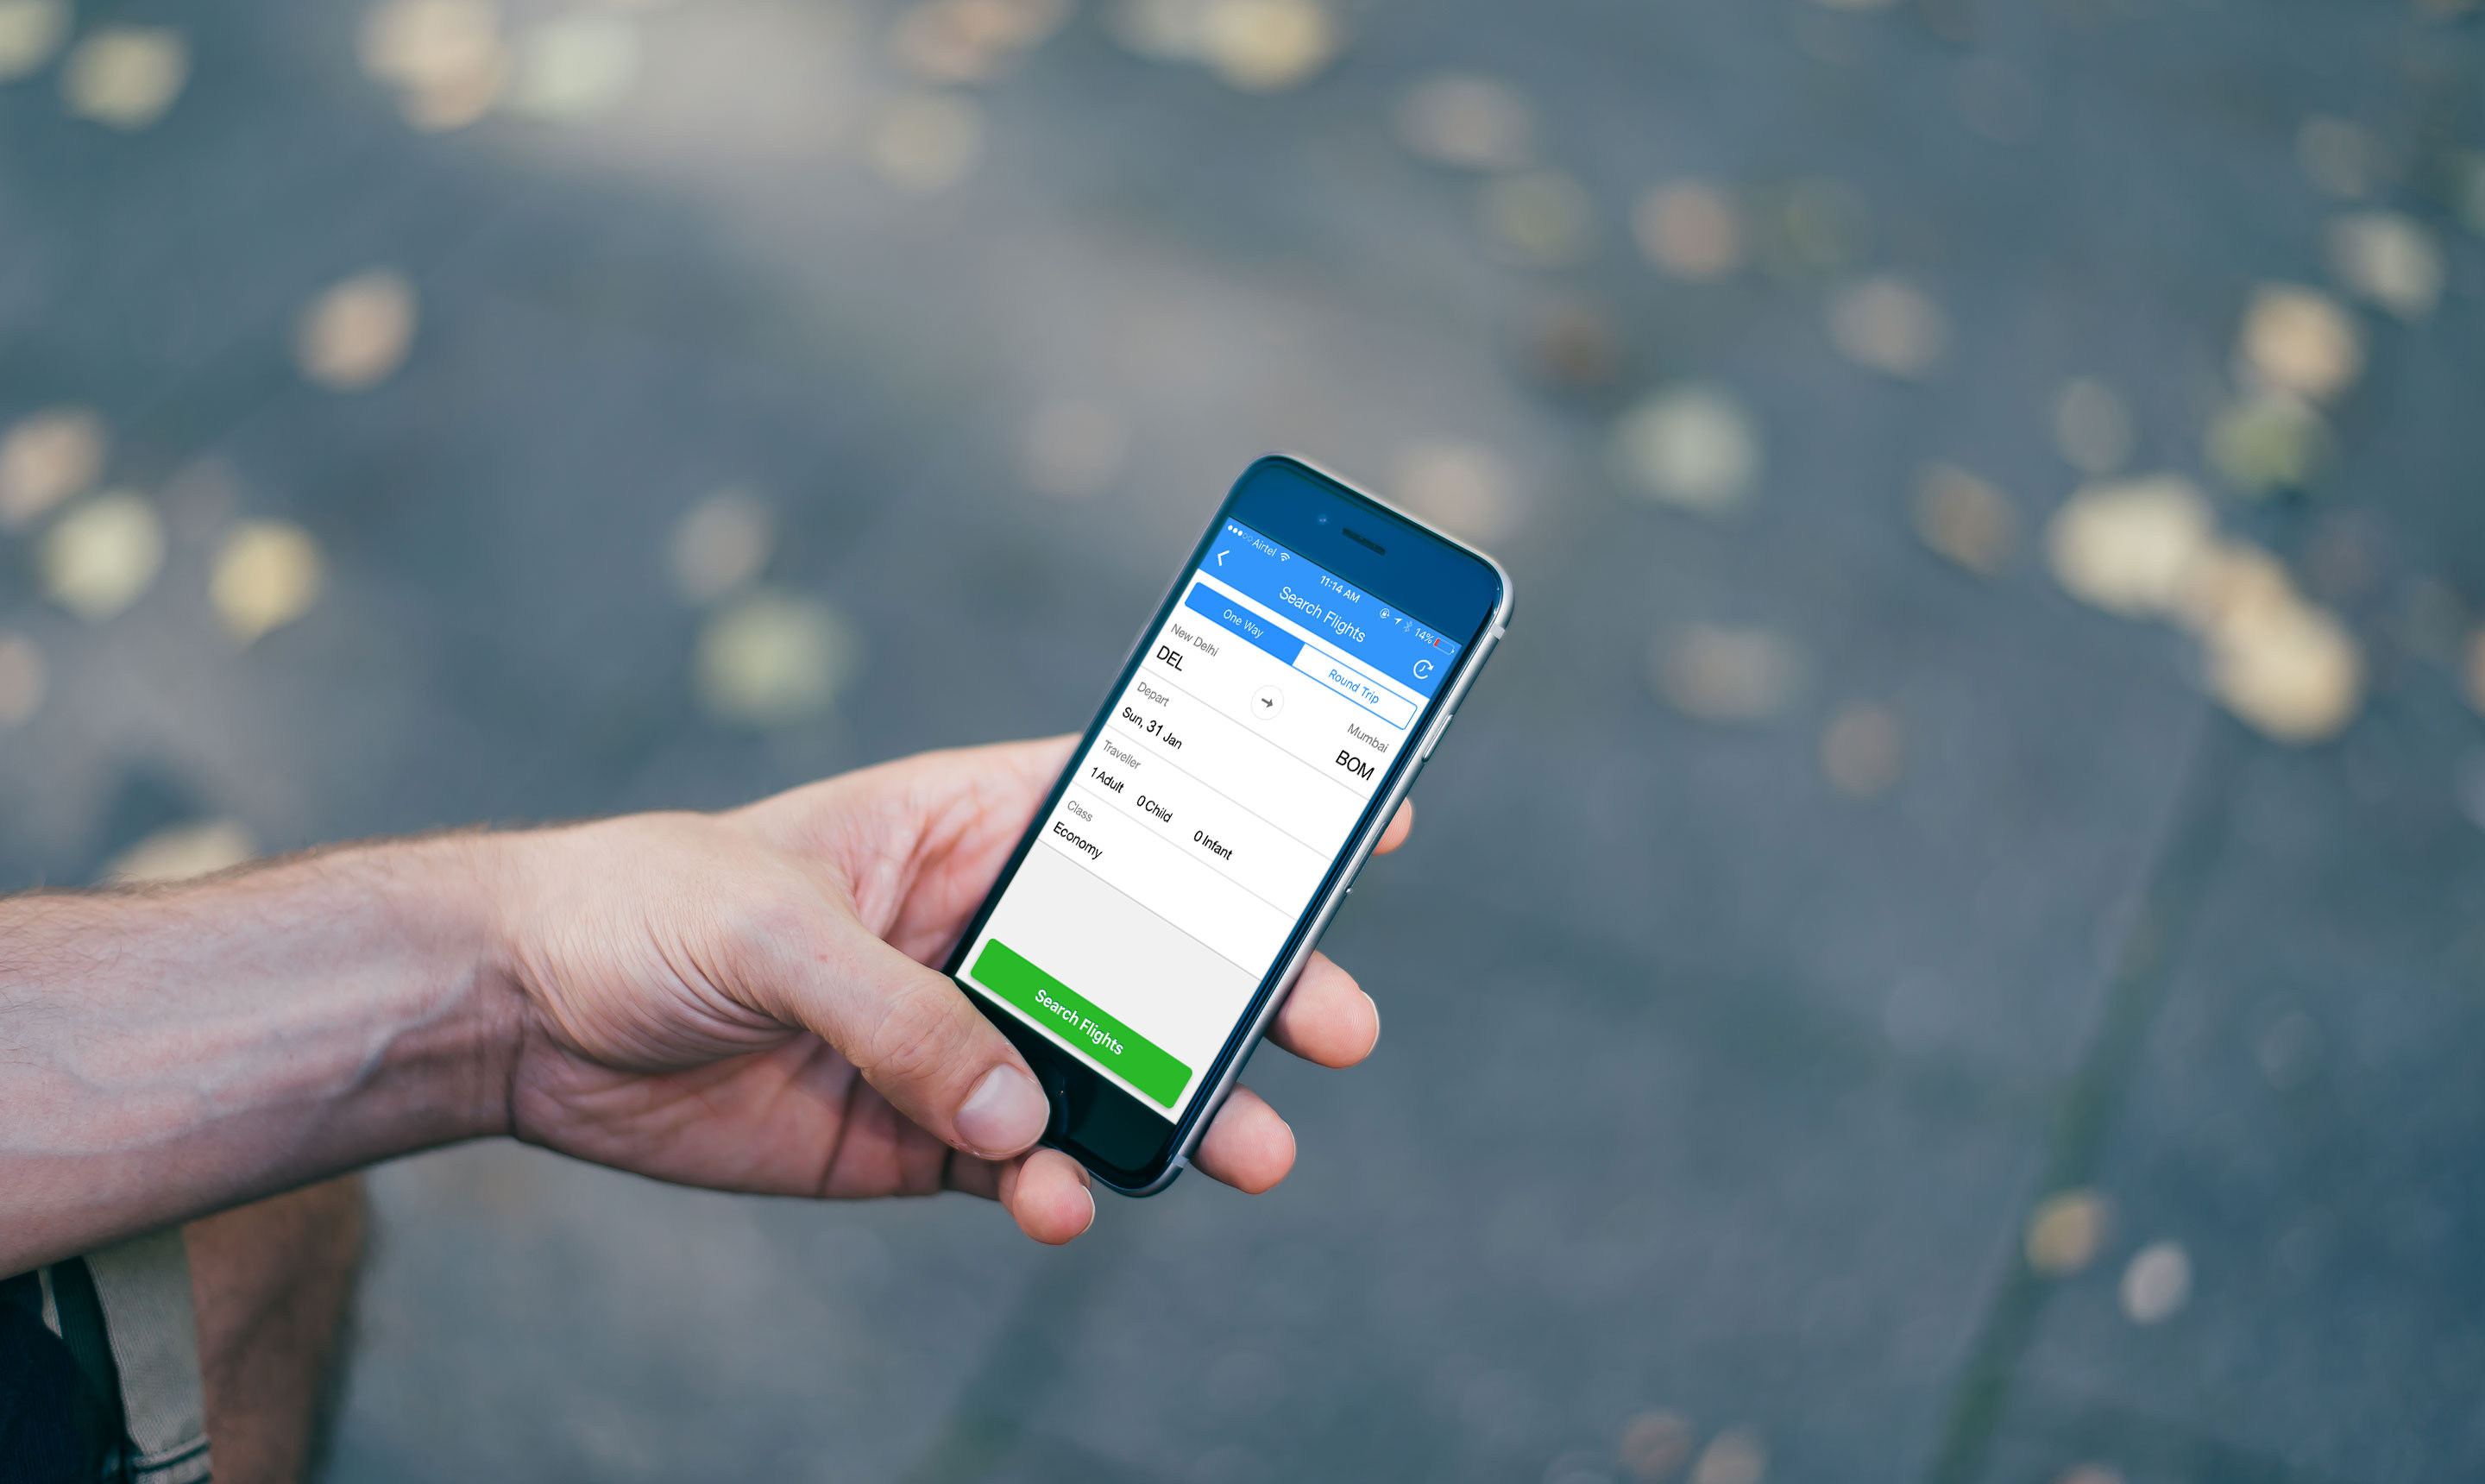 Airtel 11:14 AM 14%
Search Flights
One Way Round Trip
New Delhi Mumbai
DEL BOM
Depart
Sun, 31 Jan
Traveller
1 Adult 0 Child 0 Infant
Class
Economy
Search Flights